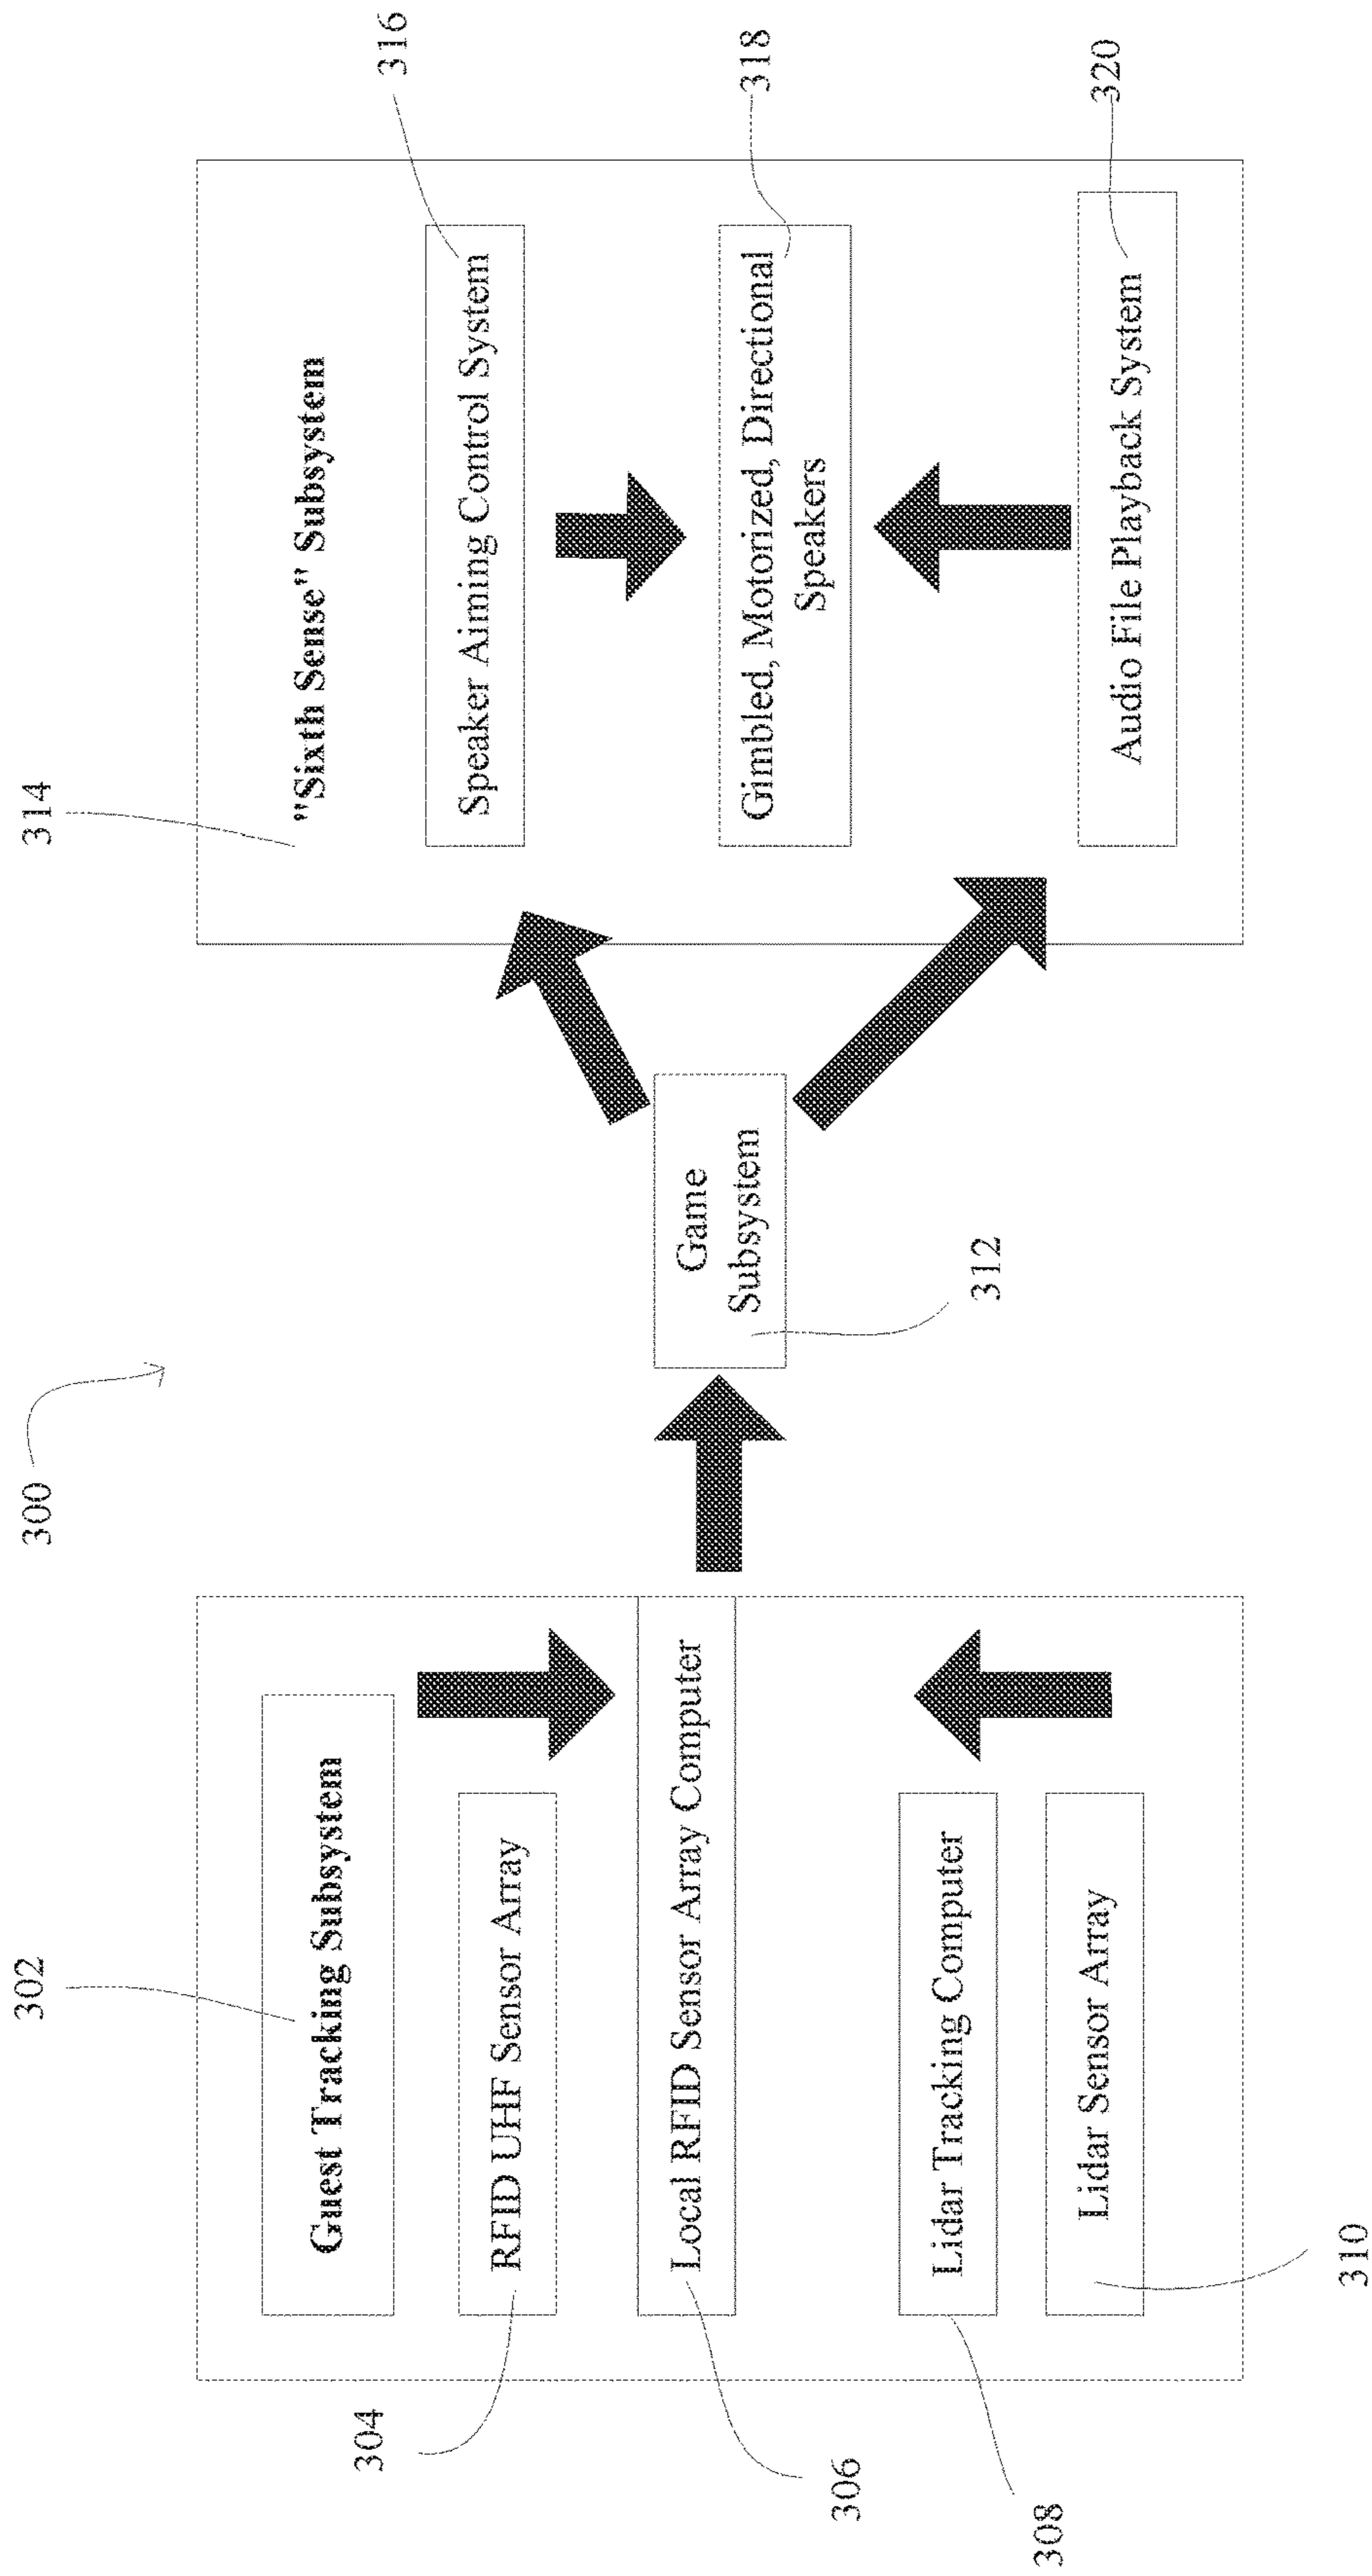 300
302
Guest Tracking Subsystem
304
RFID UHF Sensor Array
306
Local RFID Sensor Array Computer
308
Lidar Tracking Computer
310
Lidar Sensor Array
Game
Subsystem
312
314
"Sixth Sense" Subsystem
316
Speaker Aiming Control System
318
Gimbled, Motorized, Directional
Speakers
320
Audio File Playback System